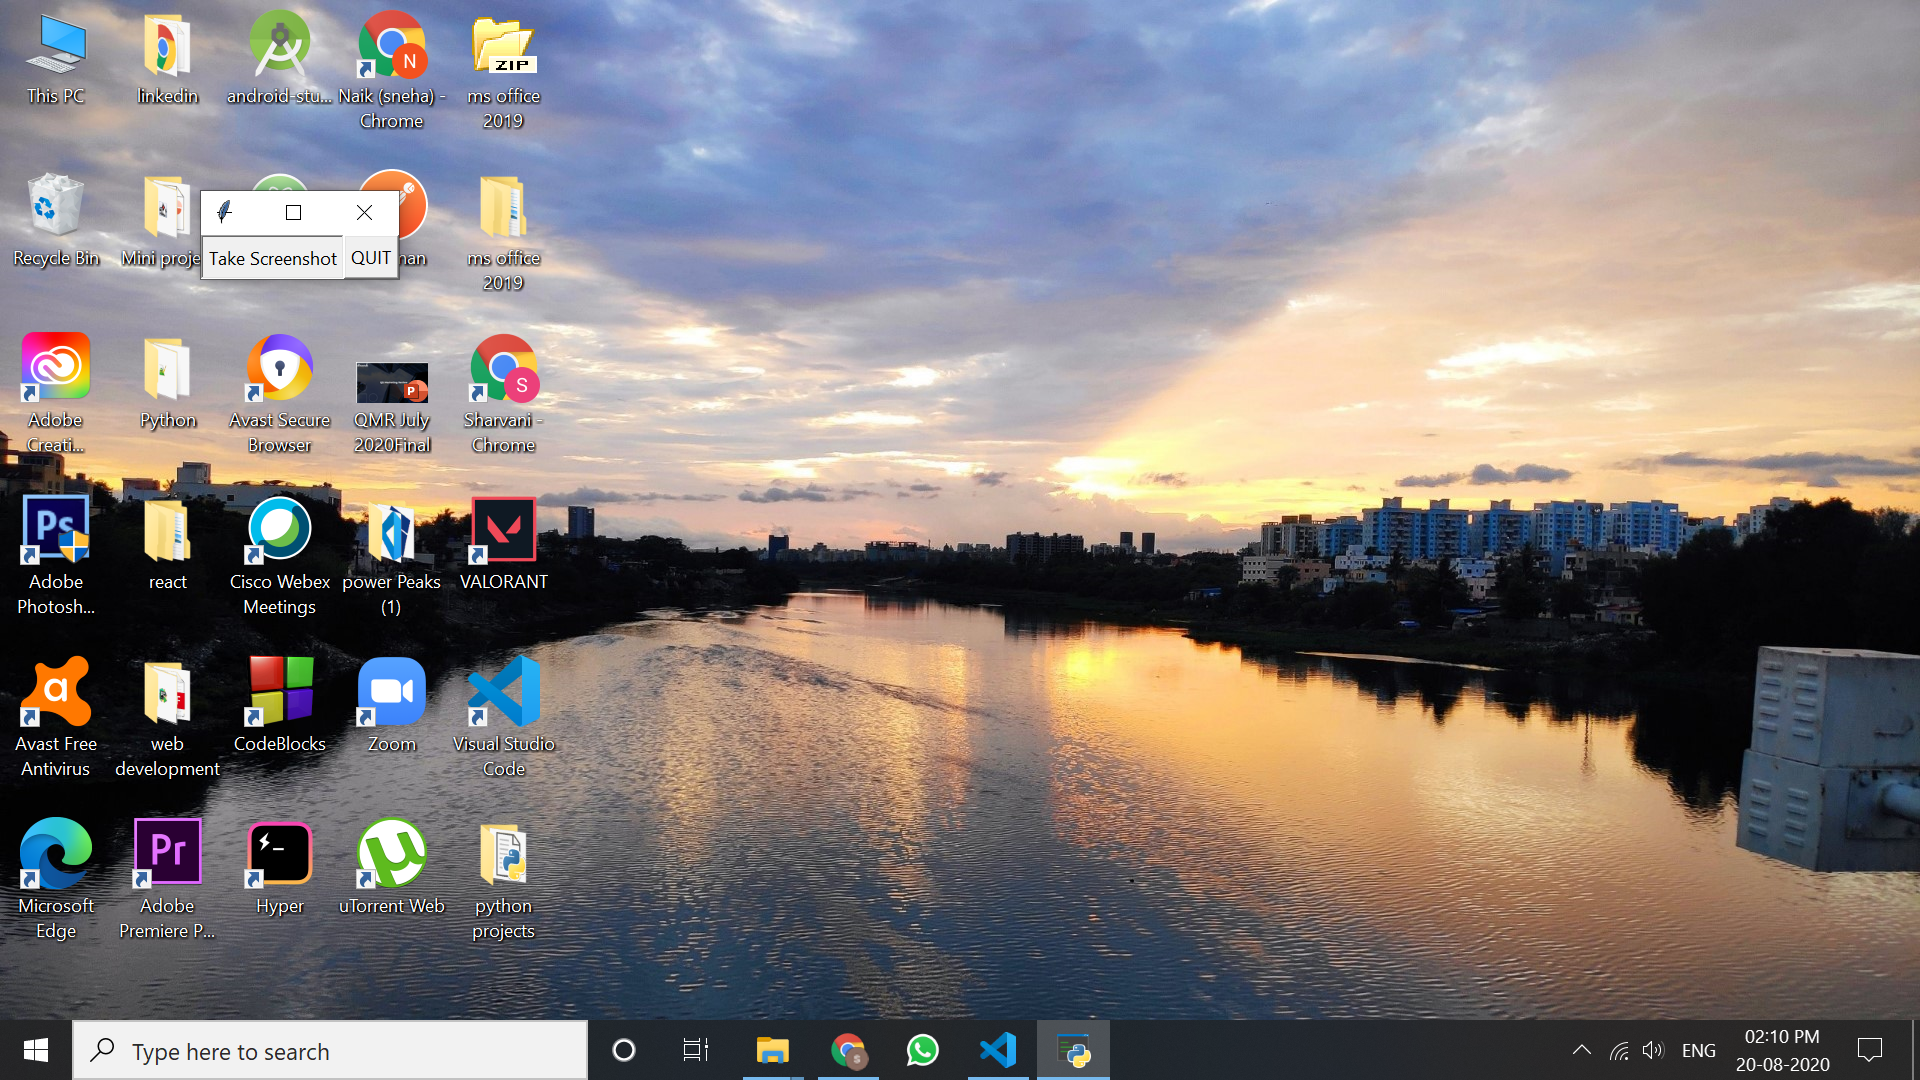 This PC
linkedin
android-stu...
Naik (sneha) -
Chrome
N
ZIP
ms office
2019
Recycle Bin
Mini proje
Take Screenshot
QUIT
man
ms office
2019
Adobe
Creati...
Python
Avast Secure
Browser
P
QMR July
2020Final
S
Sharvani -
Chrome
Ps
Adobe
Photosh...
react
Cisco Webex
Meetings
power Peaks
(1)
VALORANT
a
Avast Free
Antivirus
web
development
CodeBlocks
Zoom
Visual Studio
Code
Microsoft
Edge
Pr
Adobe
Premiere P...
Hyper
µ
uTorrent Web
python
projects
Type here to search
ENG
02:10 PM
20-08-2020